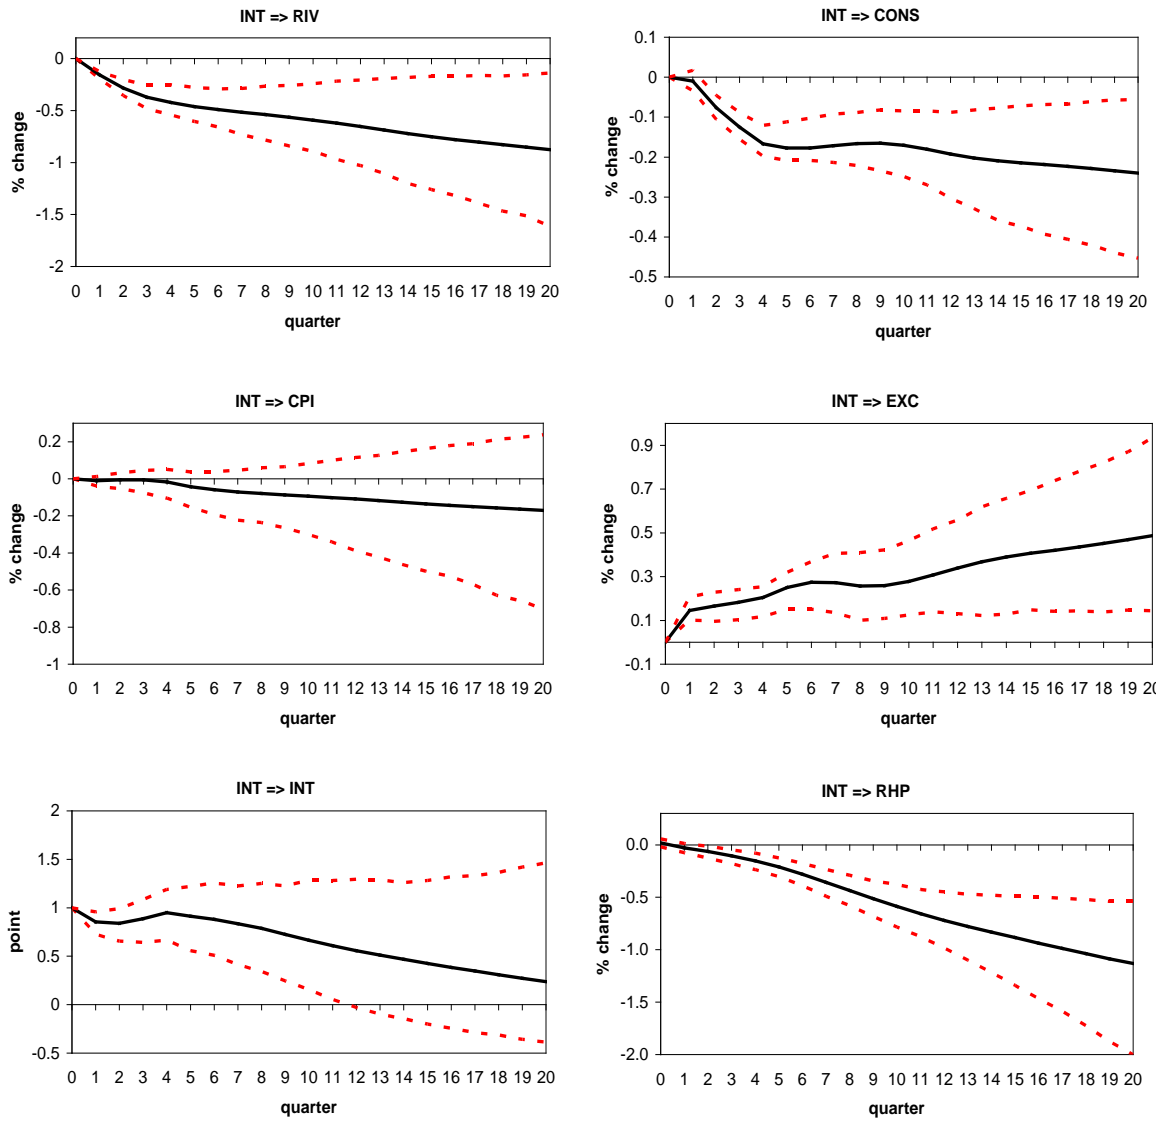 INT => RIV
0
-0.5
-1
-1.5
-2
% change
0 1 2 3 4 5 6 7 8 9 10 11 12 13 14 15 16 17 18 19 20
quarter
INT => CONS
0.1
0
-0.1
-0.2
-0.3
-0.4
-0.5
% change
0 1 2 3 4 5 6 7 8 9 10 11 12 13 14 15 16 17 18 19 20
quarter
INT => CPI
0.2
0
-0.2
-0.4
-0.6
-0.8
-1
% change
0 1 2 3 4 5 6 7 8 9 10 11 12 13 14 15 16 17 18 19 20
quarter
INT => EXC
0.9
0.7
0.5
0.3
0.1
-0.1
% change
0 1 2 3 4 5 6 7 8 9 10 11 12 13 14 15 16 17 18 19 20
quarter
INT => INT
2
1.5
1
0.5
0
-0.5
point
0 1 2 3 4 5 6 7 8 9 10 11 12 13 14 15 16 17 18 19 20
quarter
INT => RHP
0.0
-0.5
-1.0
-1.5
-2.0
% change
0 1 2 3 4 5 6 7 8 9 10 11 12 13 14 15 16 17 18 19 20
quarter